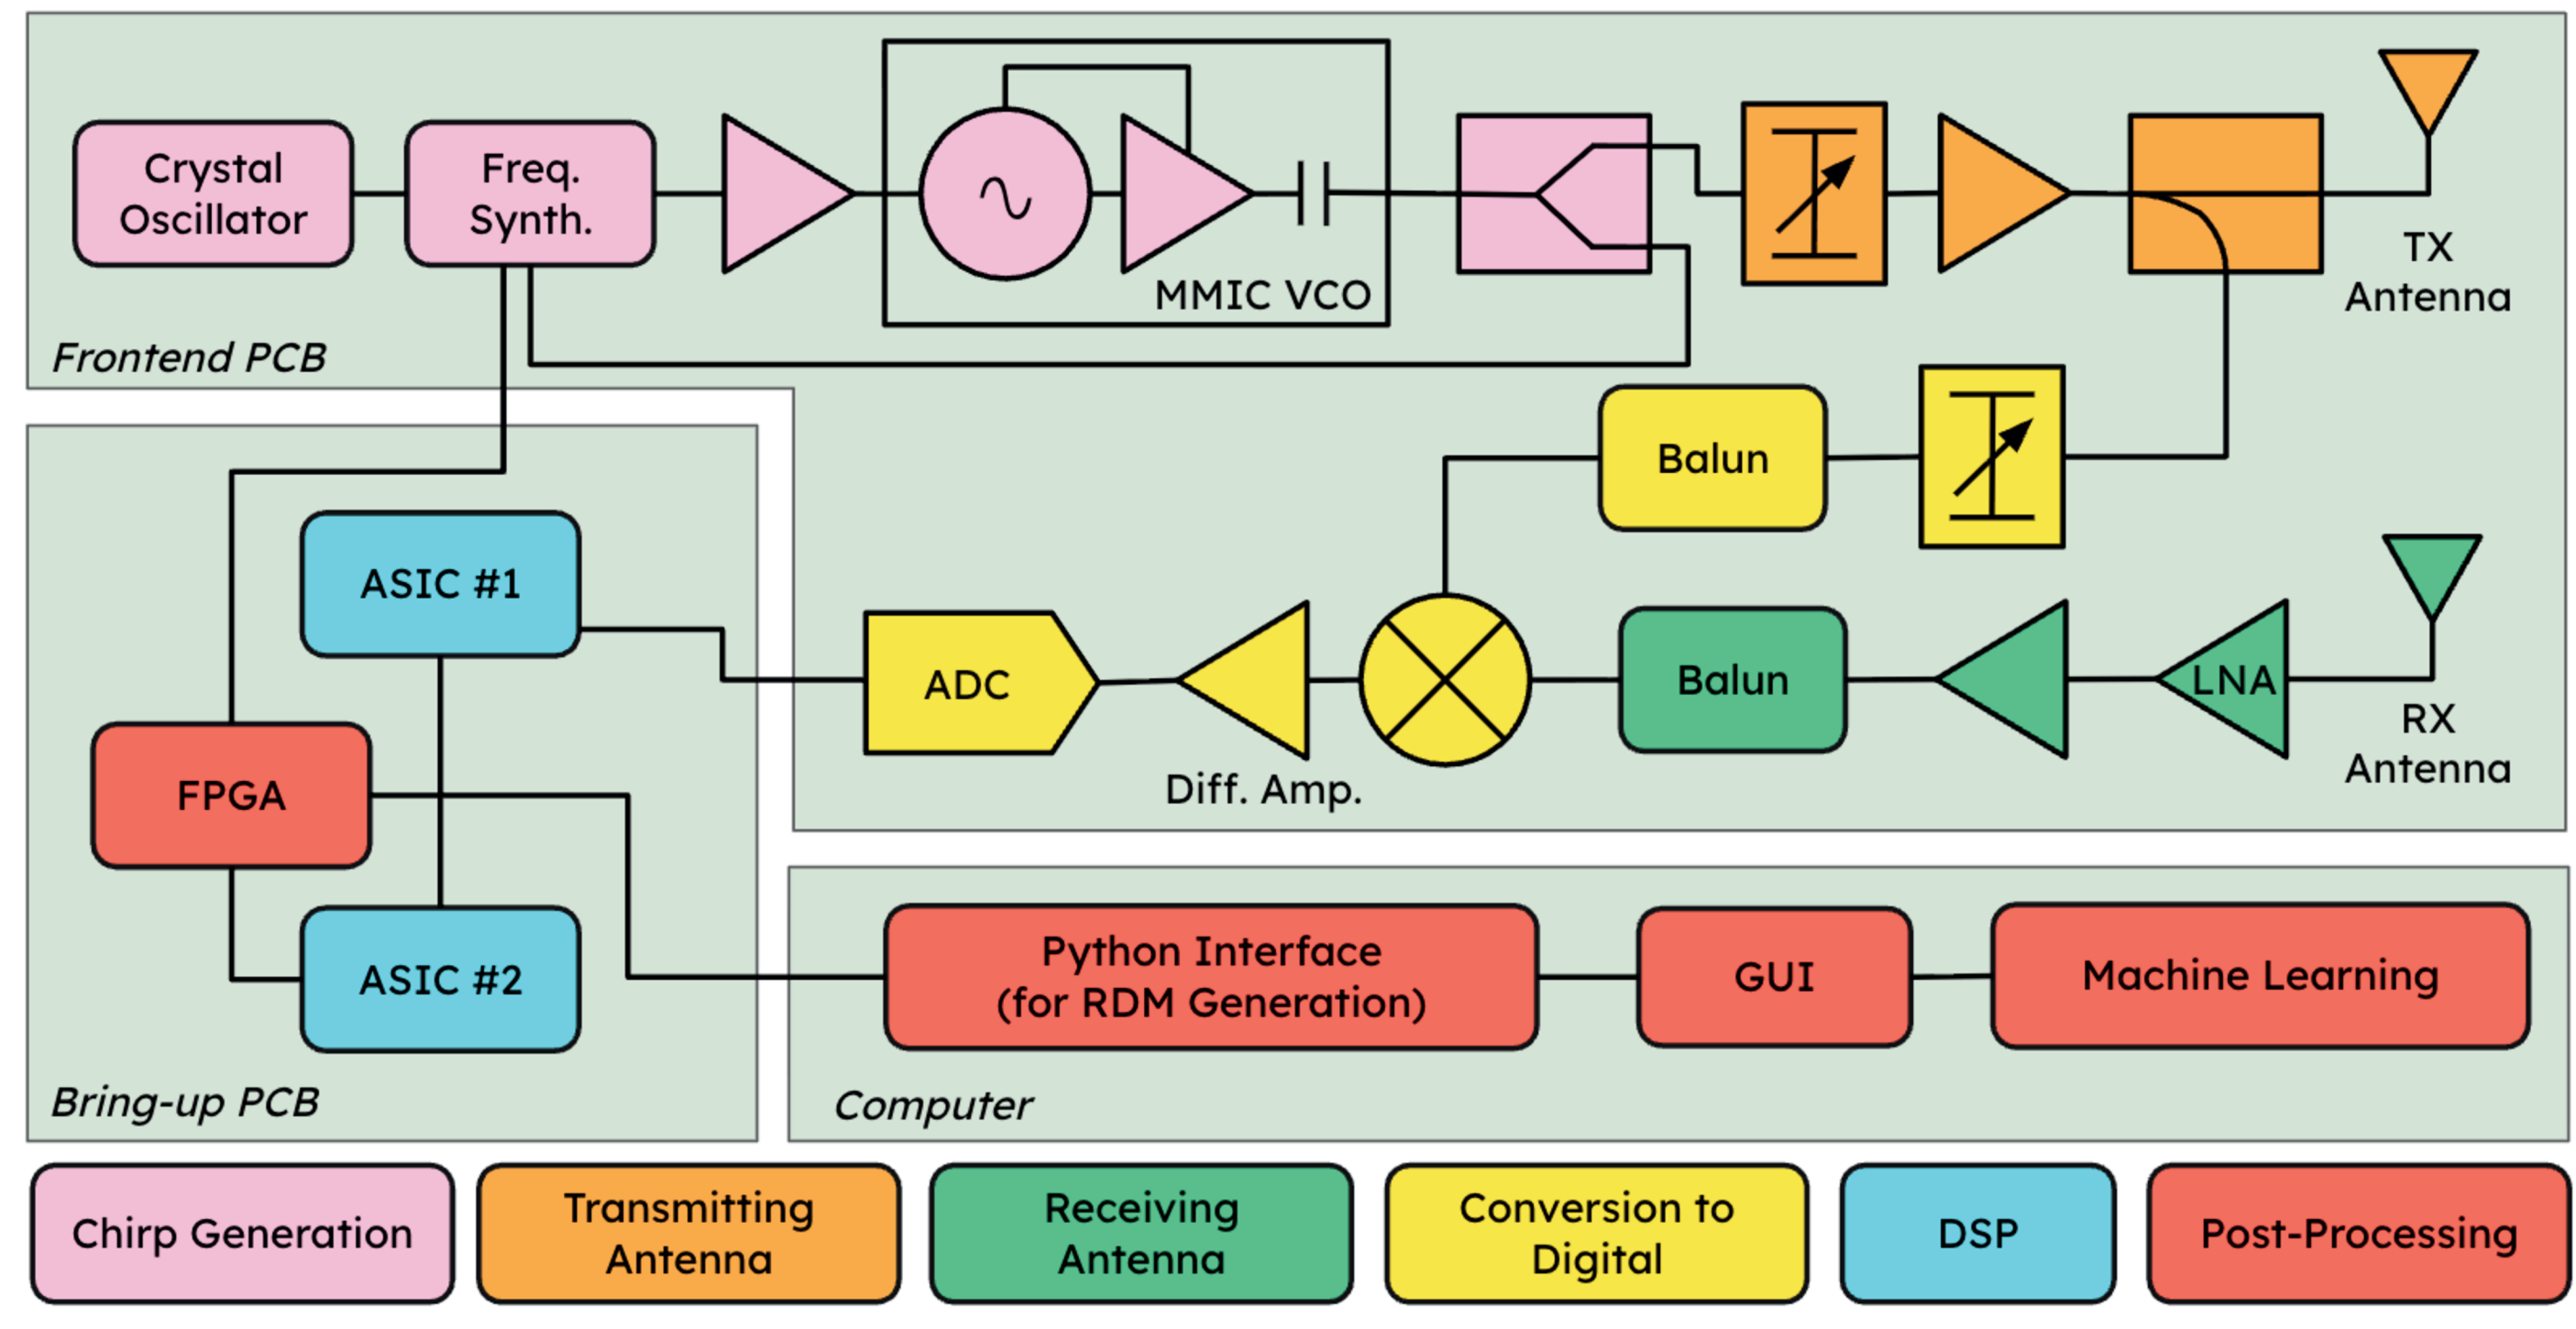 Crystal
Oscillator
Freq.
Synth.
MMIC VCO
TX
Antenna
Frontend PCB
Balun
ASIC #1
ADC
Diff. Amp.
Balun
LNA
RX
Antenna
FPGA
ASIC #2
Bring-up PCB
Python Interface
(for RDM Generation)
GUI
Machine Learning
Computer
Chirp Generation
Transmitting
Antenna
Receiving
Antenna
Conversion to
Digital
DSP
Post-Processing